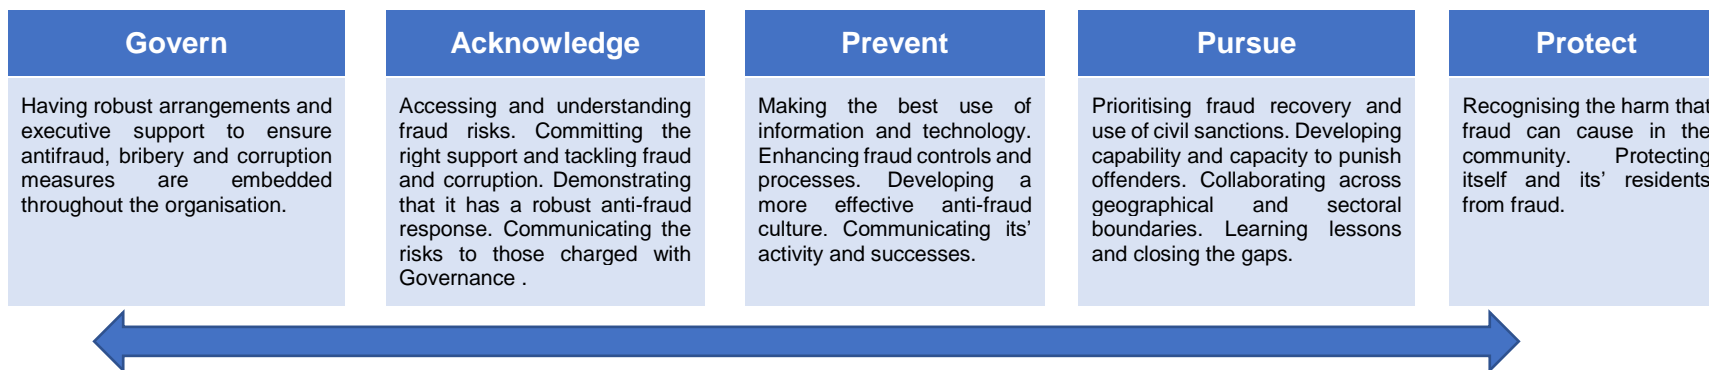 Govern
Having robust arrangements and
executive support to ensure
antifraud, bribery and corruption
measures are embedded
throughout the organisation.
Acknowledge
Accessing and understanding
fraud risks. Committing the
right support and tackling fraud
and corruption. Demonstrating
that it has a robust anti-fraud
response. Communicating the
risks to those charged with
Governance .
Prevent
Making the best use of
information and technology.
Enhancing fraud controls and
processes. Developing a
more effective anti-fraud
culture. Communicating its’
activity and successes.
Pursue
Prioritising fraud recovery and
use of civil sanctions. Developing
capability and capacity to punish
offenders. Collaborating across
geographical and sectoral
boundaries. Learning lessons
and closing the gaps.
Protect
Recognising the harm that
fraud can cause in the
community. Protecting
itself and its’ residents
from fraud.